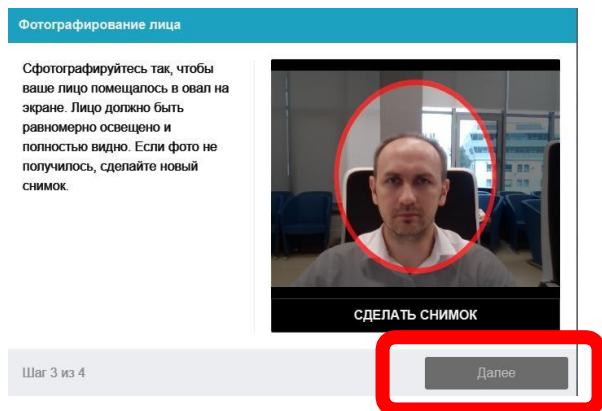 Фотографирование лица
Сфотографируйтесь так, чтобы
ваше лицо помещалось в овал на
экране. Лицо должно быть
равномерно освещено и
полностью видно. Если фото не
получилось, сделайте новый
снимок.
СДЕЛАТЬ СНИМОК
Шаг 3 из 4
Далее